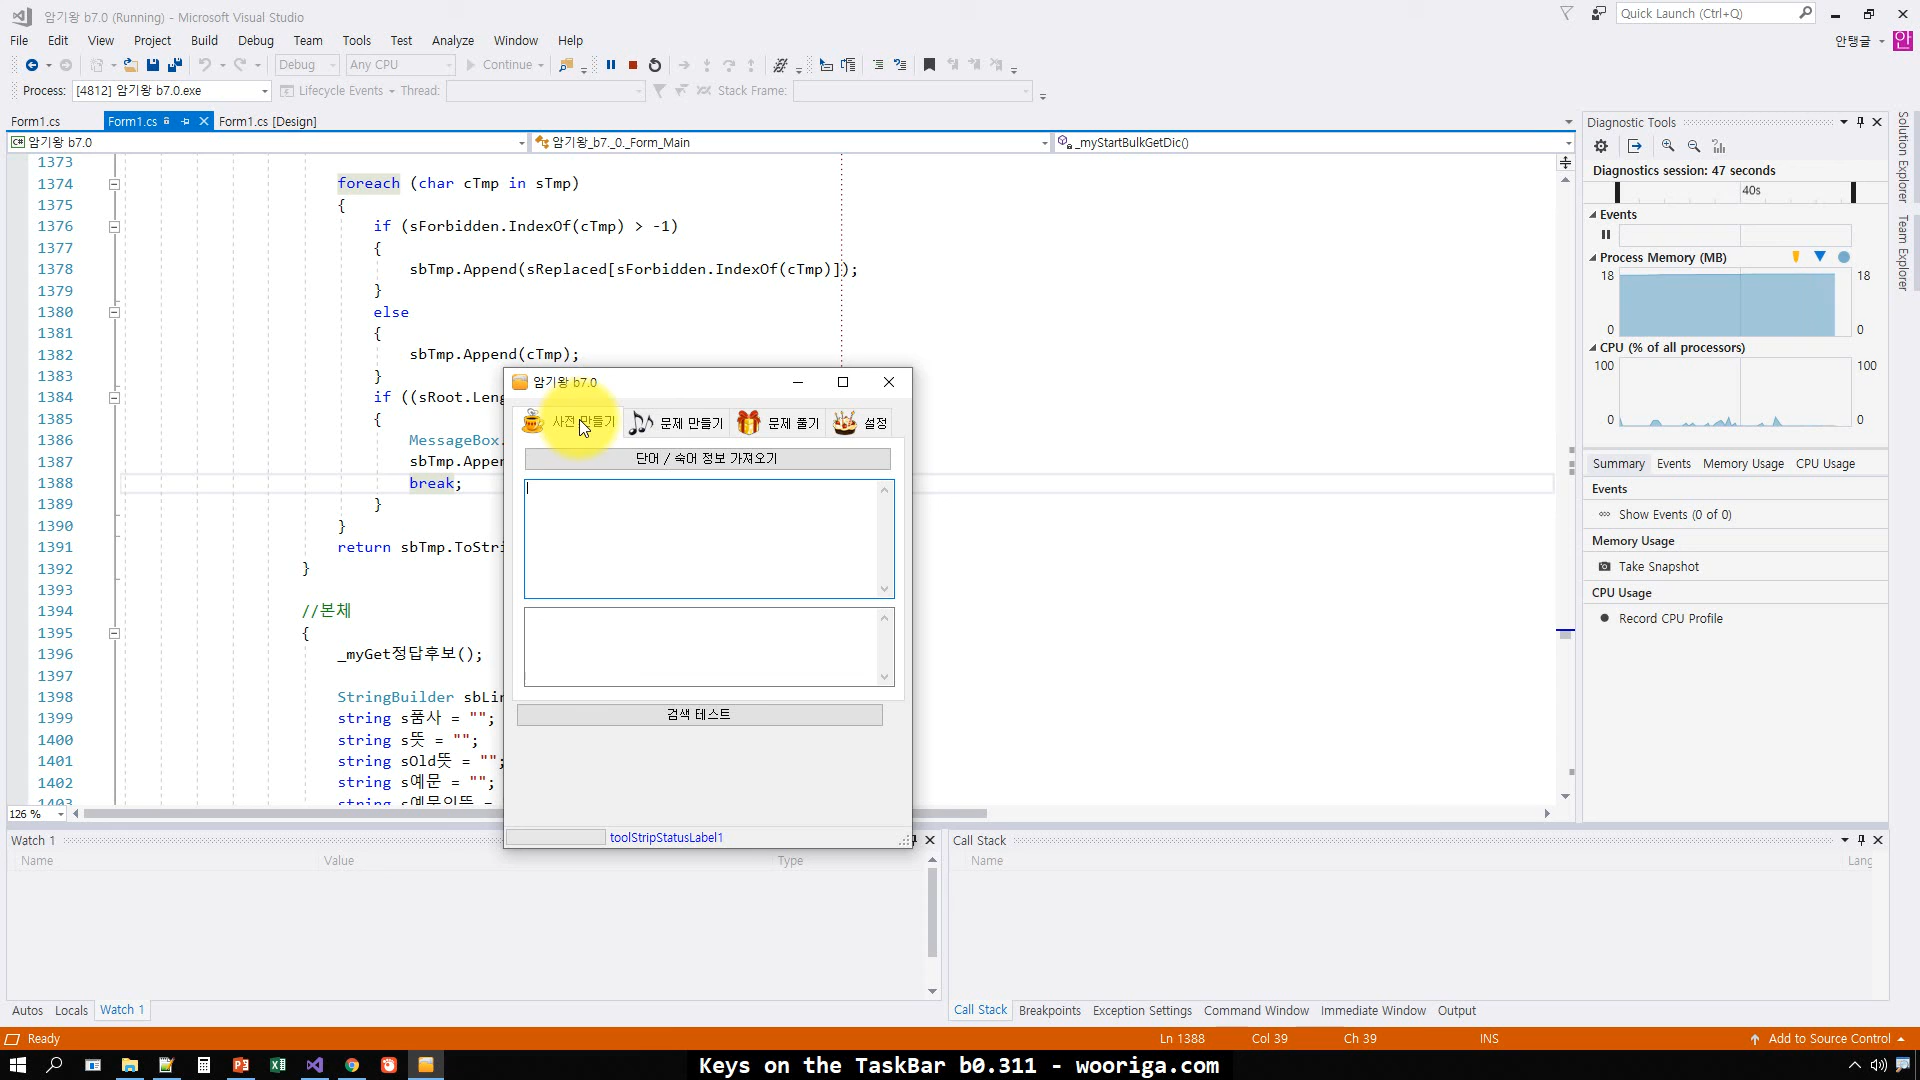 암기왕 b7.0 (Running) - Microsoft Visual Studio
Quick Launch (Ctrl+Q)
File Edit View Project Build Debug Team Tools Test Analyze Window Help
안탱글 안
Debug Any CPU Continue
Process: [4812] 암기왕 b7.0.exe Lifecycle Events Thread: Stack Frame:
Form1.cs Form1.cs Form1.cs [Design]
C# 암기왕 b7.0 암기왕_b7._0._Form_Main _myStartBulkGetDic()
1373
1374 foreach (char cTmp in sTmp)
1375 {
1376 if (sForbidden.IndexOf(cTmp) > -1)
1377 {
1378 sbTmp.Append(sReplaced[sForbidden.IndexOf(cTmp)]);
1379 }
1380 else
1381 {
1382 sbTmp.Append(cTmp);
1383 }
1384 if ((sRoot.Leng
1385 {
1386 MessageBox.
1387 sbTmp.Appen
1388 break;
1389 }
1390 }
1391 return sbTmp.ToStri
1392 }
1393
1394 //본체
1395 {
1396 _myGet정답후보();
1397
1398 StringBuilder sbLin
1399 string s품사 = "";
1400 string s뜻 = "";
1401 string sOld뜻 = "";
1402 string s예문 = "";
1403 string s예문의뜻 =
126 %
암기왕 b7.0
사전 만들기 문제 만들기 문제 풀기 설정
단어 / 숙어 정보 가져오기
검색 테스트
toolStripStatusLabel1
Diagnostic Tools
Diagnostics session: 47 seconds
40s
Events
Process Memory (MB)
18 18
0 0
CPU (% of all processors)
100 100
0 0
Summary Events Memory Usage CPU Usage
Events
Show Events (0 of 0)
Memory Usage
Take Snapshot
CPU Usage
Record CPU Profile
Solution Explorer
Team Explorer
Watch 1
Name Value Type
Call Stack
Name Lang
Autos Locals Watch 1
Call Stack Breakpoints Exception Settings Command Window Immediate Window Output
Ready Ln 1388 Col 39 Ch 39 INS Add to Source Control
Keys on the TaskBar b0.311 - wooriga.com